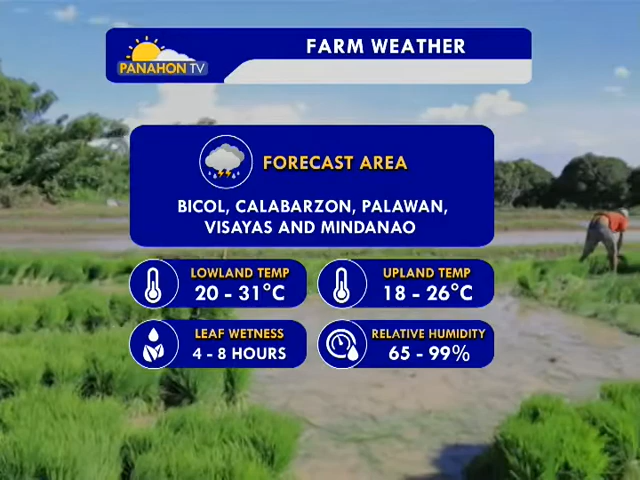 PANAHON TV
FARM WEATHER
FORECAST AREA
BICOL, CALABARZON, PALAWAN,
VISAYAS AND MINDANAO
LOWLAND TEMP
20 - 31°C
UPLAND TEMP
18 - 26°C
LEAF WETNESS
4 - 8 HOURS
RELATIVE HUMIDITY
65 - 99%